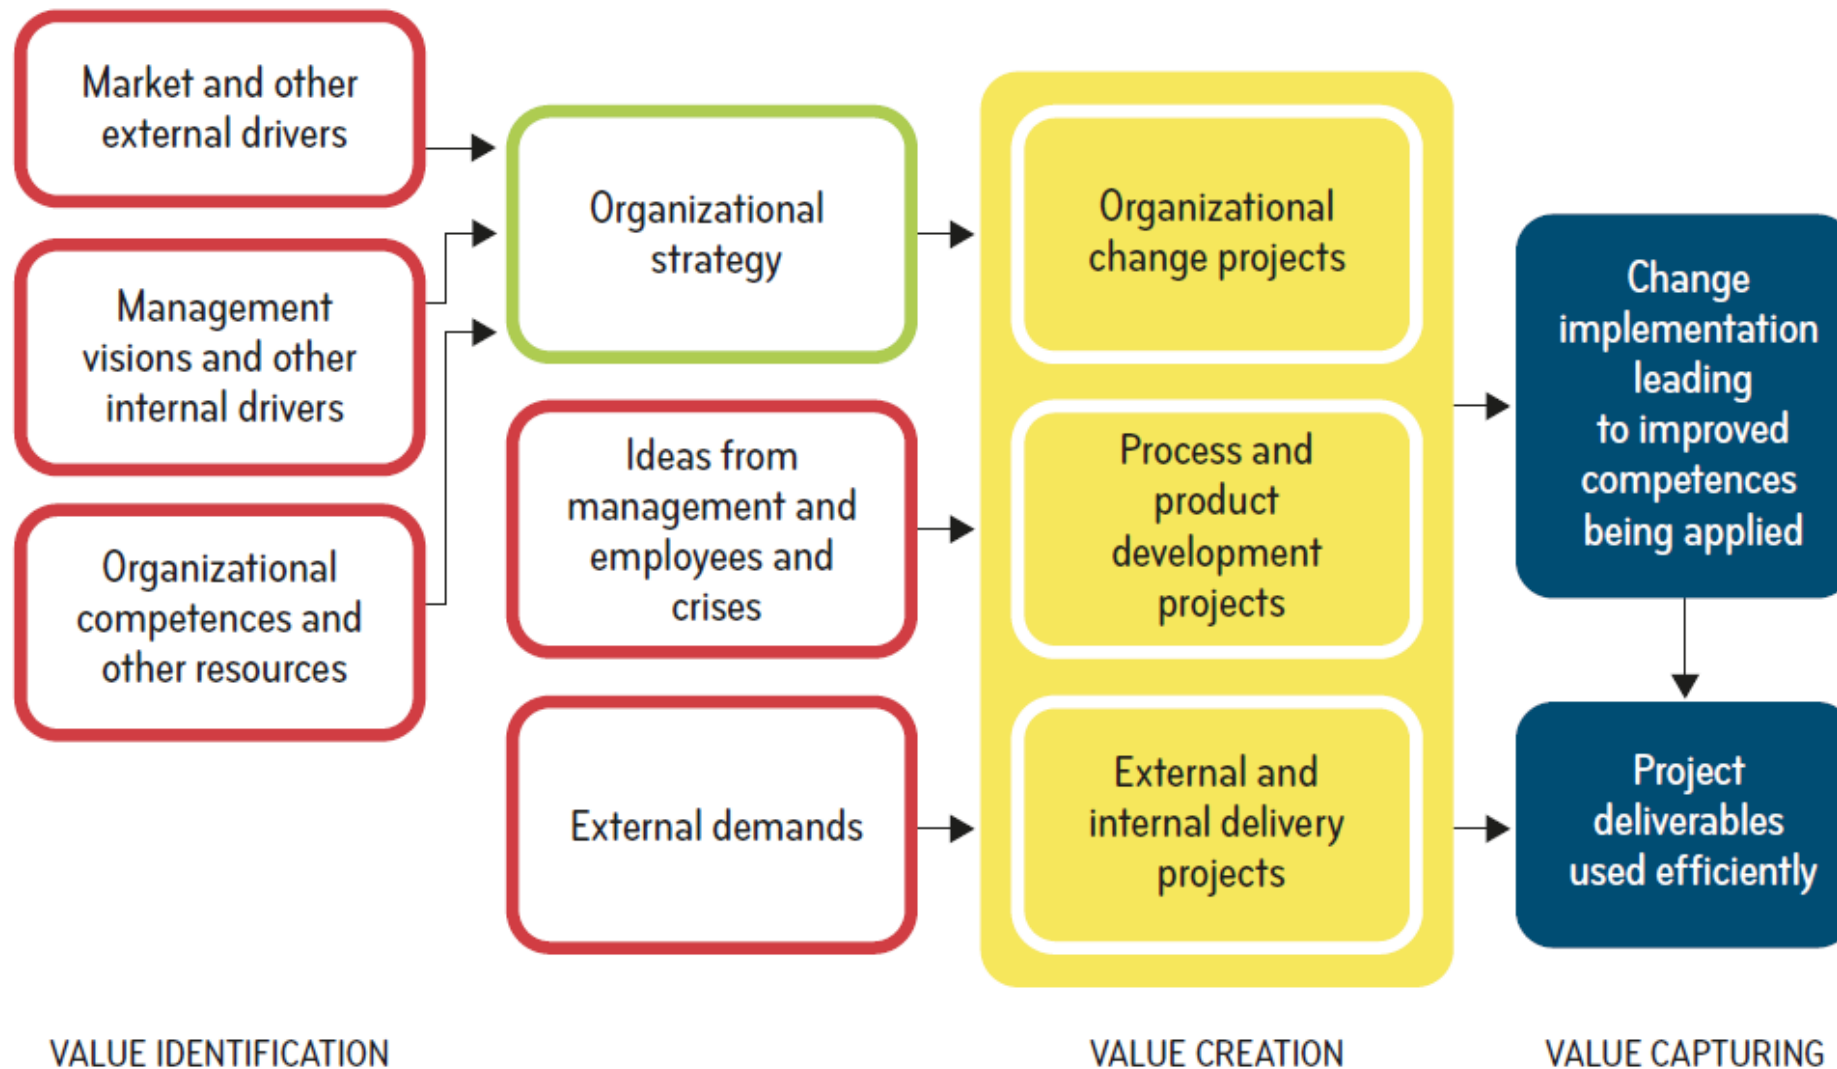 Market and other
external drivers
Management
visions and other
internal drivers
Organizational
competences and
other resources
Organizational
strategy
Ideas from
management and
employees and
crises
External demands
Organizational
change projects
Process and
product
development
projects
External and
internal delivery
projects
Change
implementation
leading
to improved
competences
being applied
Project
deliverables
used efficiently
VALUE IDENTIFICATION
VALUE CREATION
VALUE CAPTURING